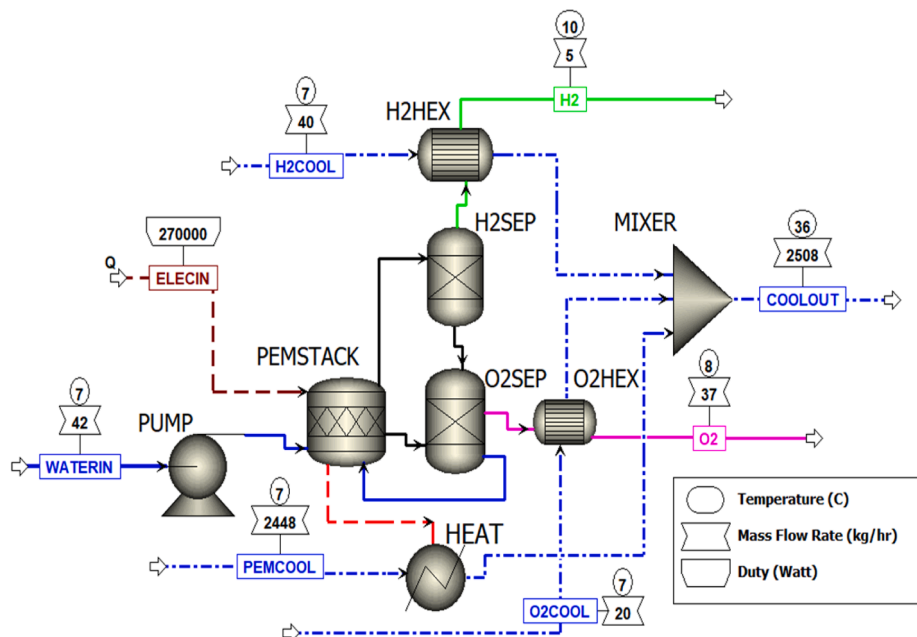 10
5
H2
7
40
H2COOL
H2HEX
H2SEP
MIXER
270000
Q
ELECIN
36
2508
COOLOUT
PEMSTACK
O2SEP
O2HEX
8
37
O2
7
42
WATERIN
PUMP
7
2448
PEMCOOL
HEAT
7
O2COOL
20
Temperature (C)
Mass Flow Rate (kg/hr)
Duty (Watt)